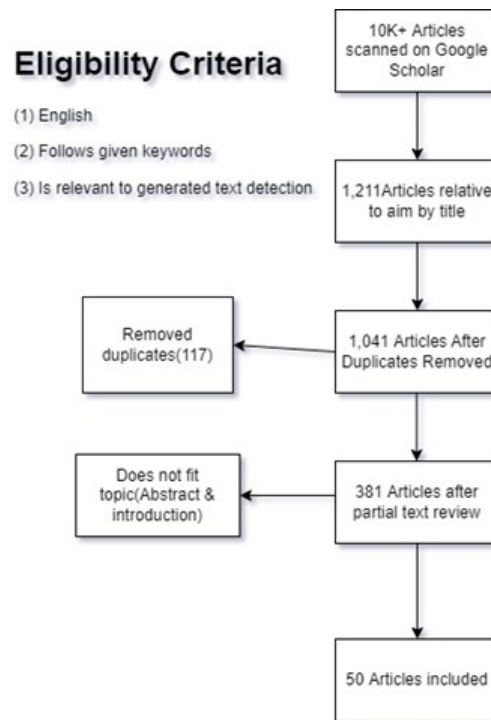 Eligibility Criteria
(1) English
(2) Follows given keywords
(3) Is relevant to generated text detection
10K+ Articles
scanned on Google
Scholar
1,211Articles relative
to aim by title
Removed
duplicates(117)
1,041 Articles After
Duplicates Removed
Does not fit
topic(Abstract &
introduction)
381 Articles after
partial text review
50 Articles included